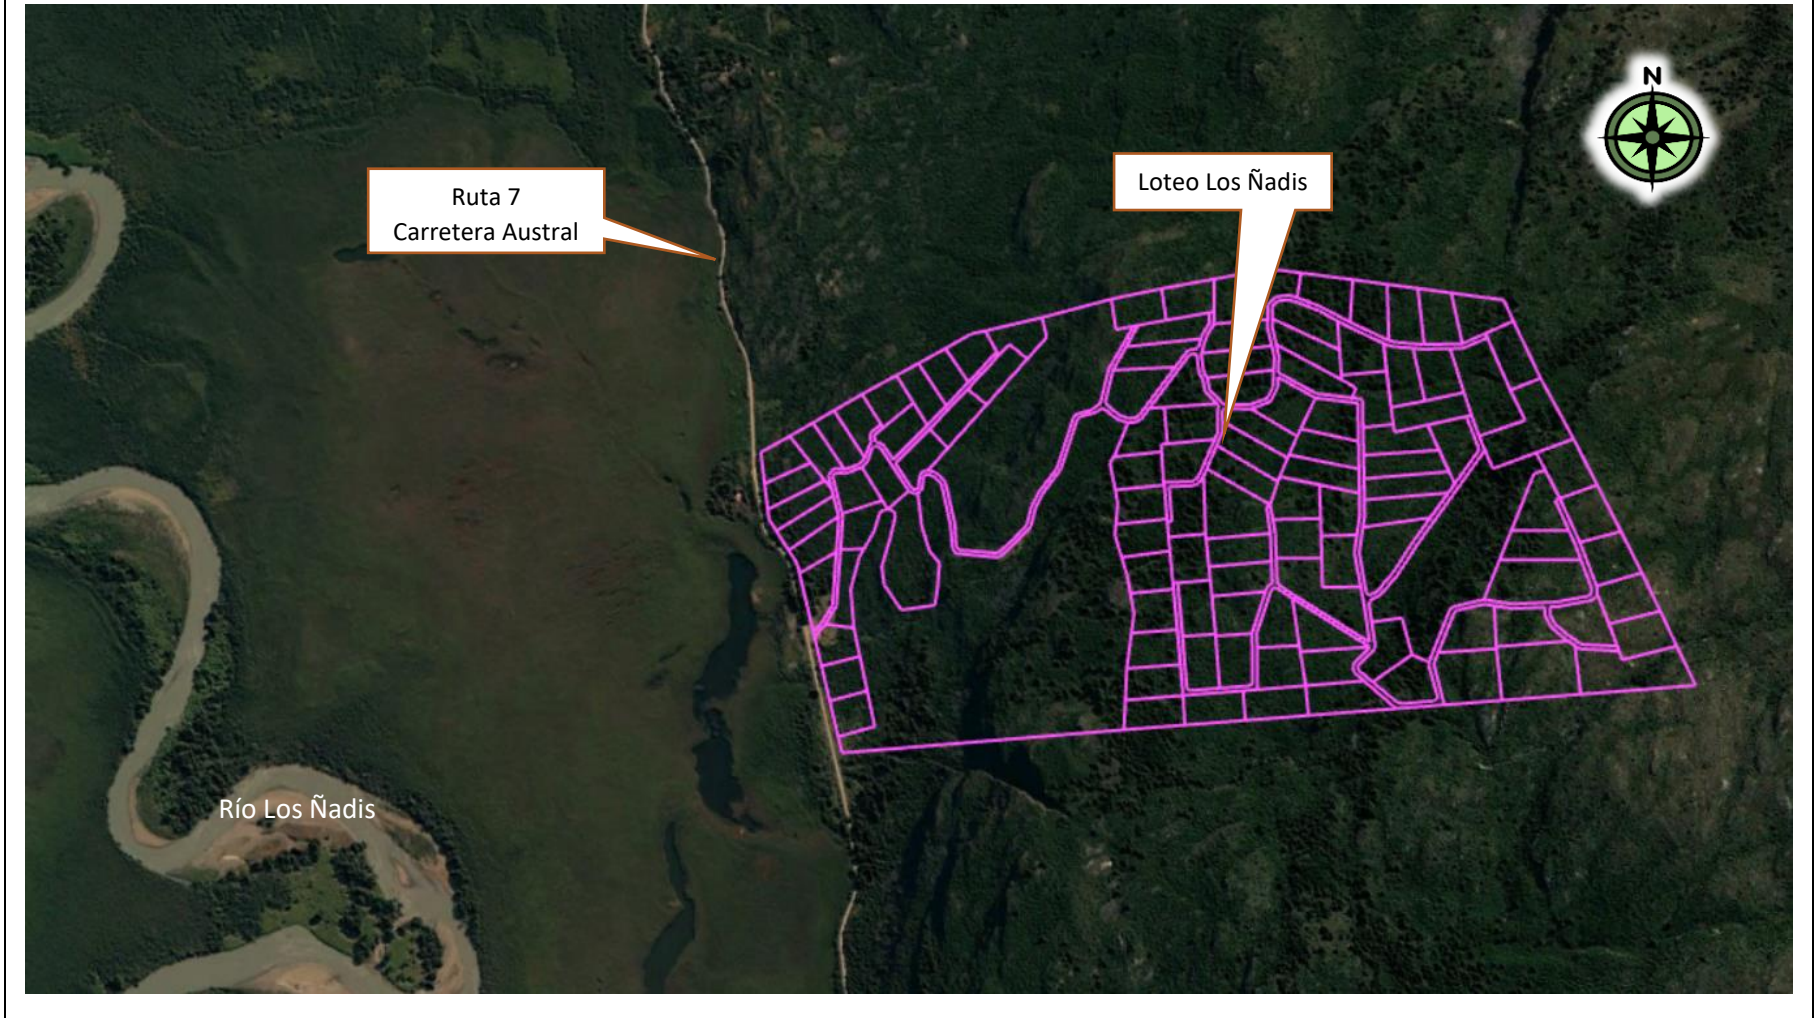 N
Ruta 7
Carretera Austral
Loteo Los Ñadis
Río Los Ñadis